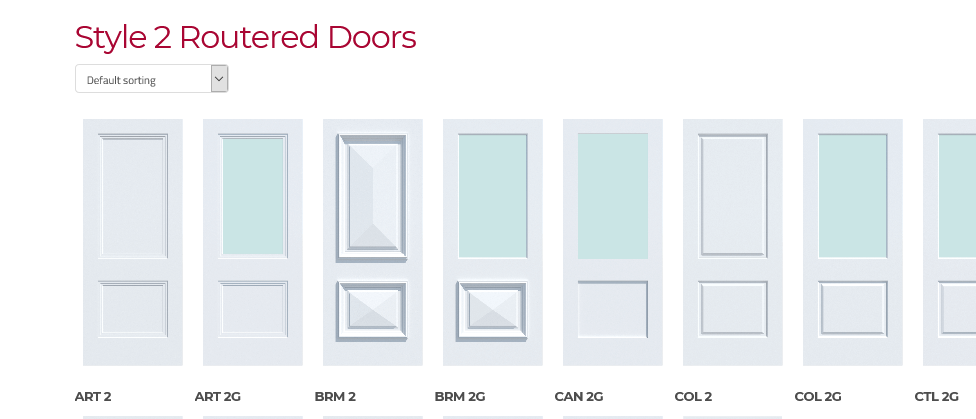 Style 2 Routered Doors
Default sorting
ART 2
ART 2G
BRM 2
BRM 2G
CAN 2G
COL 2
COL 2G
CTL 2G